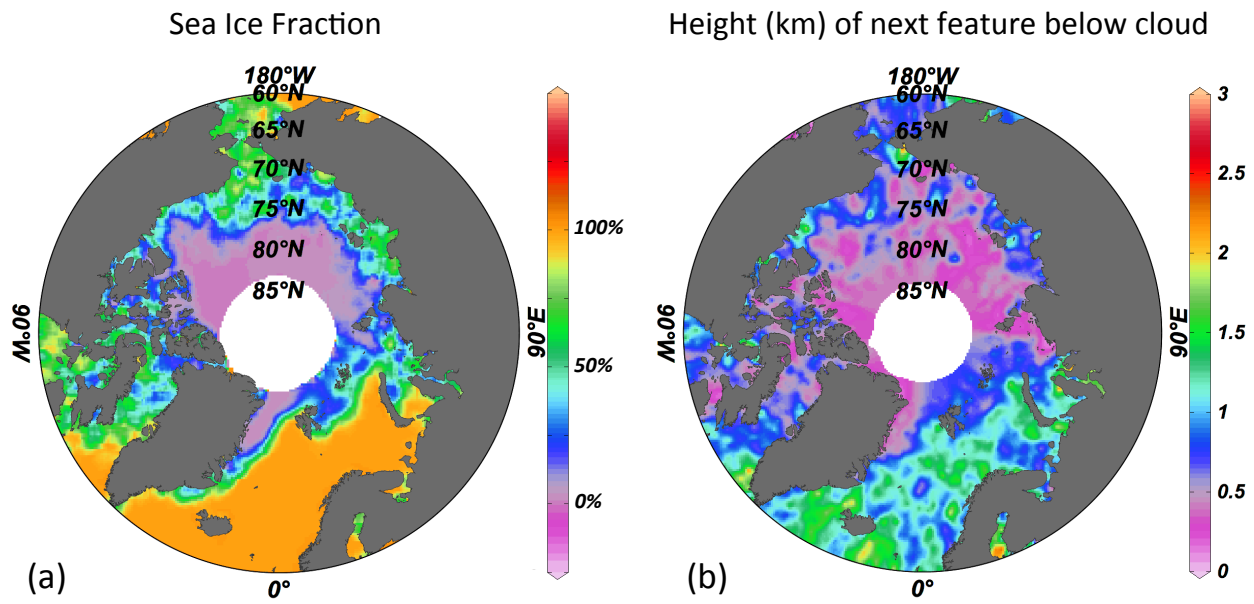 Sea Ice Fraction
Height (km) of next feature below cloud
180°W
60°N
65°N
70°N
75°N
80°N
85°N
90°W
90°E
0°
100%
50%
0%
(a)
180°W
60°N
65°N
70°N
75°N
80°N
85°N
90°W
90°E
0°
3
2.5
2
1.5
1
0.5
0
(b)